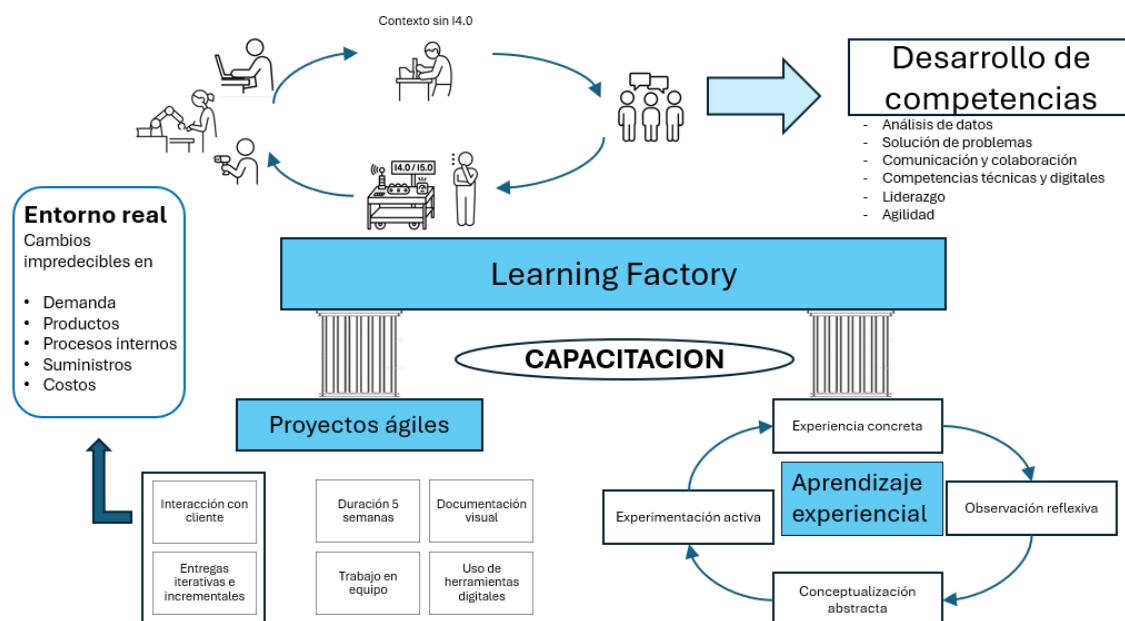 Contexto sin I4.0
Desarrollo de
competencias
- Análisis de datos
- Solución de problemas
- Comunicación y colaboración
- Competencias técnicas y digitales
- Liderazgo
- Agilidad
I4.0 / I5.0
Entorno real
Cambios
impredecibles en
• Demanda
• Productos
• Procesos internos
• Suministros
• Costos
Learning Factory
CAPACITACION
Proyectos ágiles
Interacción con
cliente
Entregas
iterativas e
incrementales
Duración 5
semanas
Documentación
visual
Trabajo en
equipo
Uso de
herramientas
digitales
Experiencia concreta
Aprendizaje
experiencial
Experimentación activa
Observación reflexiva
Conceptualización
abstracta